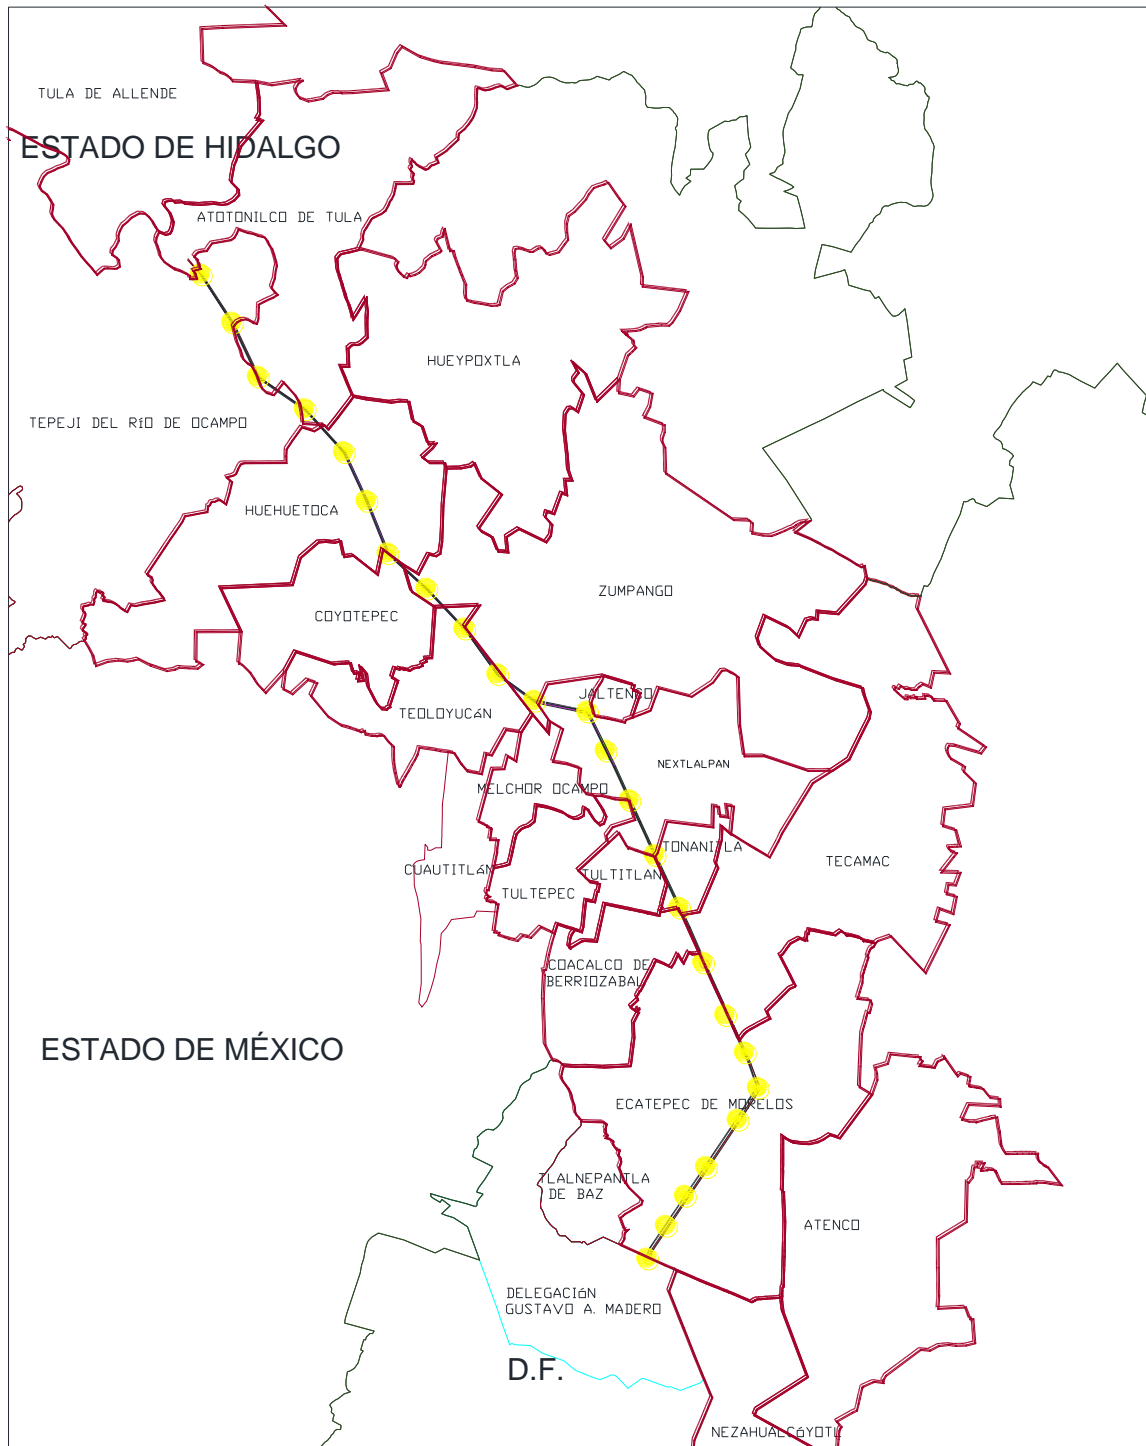 TULA DE ALLENDE
ESTADO DE HIDALGO
ATOTONILCO DE TULA
HUEYPOXTLA
TEPEJI DEL RíO DE OCAMPO
HUEHUETOCA
ZUMPANGO
COYOTEPEC
JALTENCO
TEOLOYUCáN
NEXTLALPAN
MELCHOR OCAMPO
TONANITLA
TECAMAC
CUAUTITLáN
TULTITLAN
TULTEPEC
COACALCO DE
BERRIOZABAL
ESTADO DE MÉXICO
ECATEPEC DE MORELOS
TLALNEPANTLA
DE BAZ
ATENCO
DELEGACIóN
GUSTAVO A. MADERO
D.F.
NEZAHUALCóYOTL